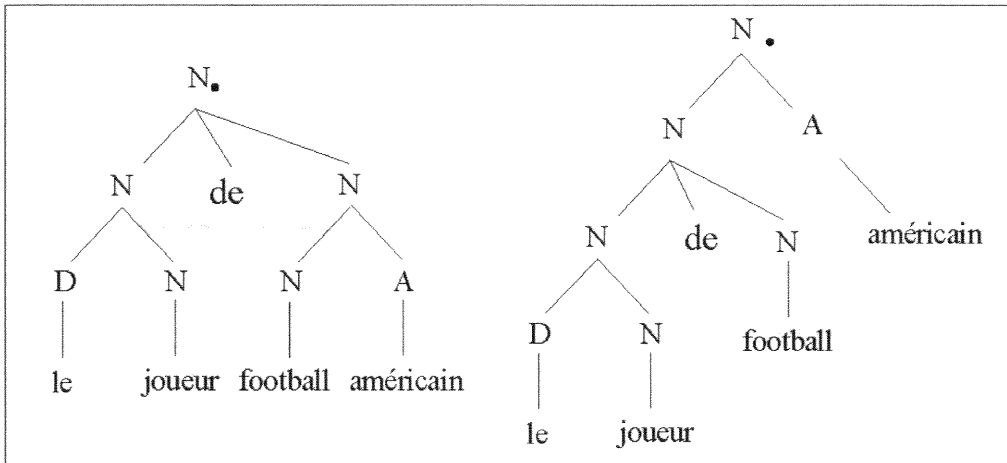 N
N
N de N
N A
D N N A
le joueur football américain
N de N
américain
D N
football
le joueur